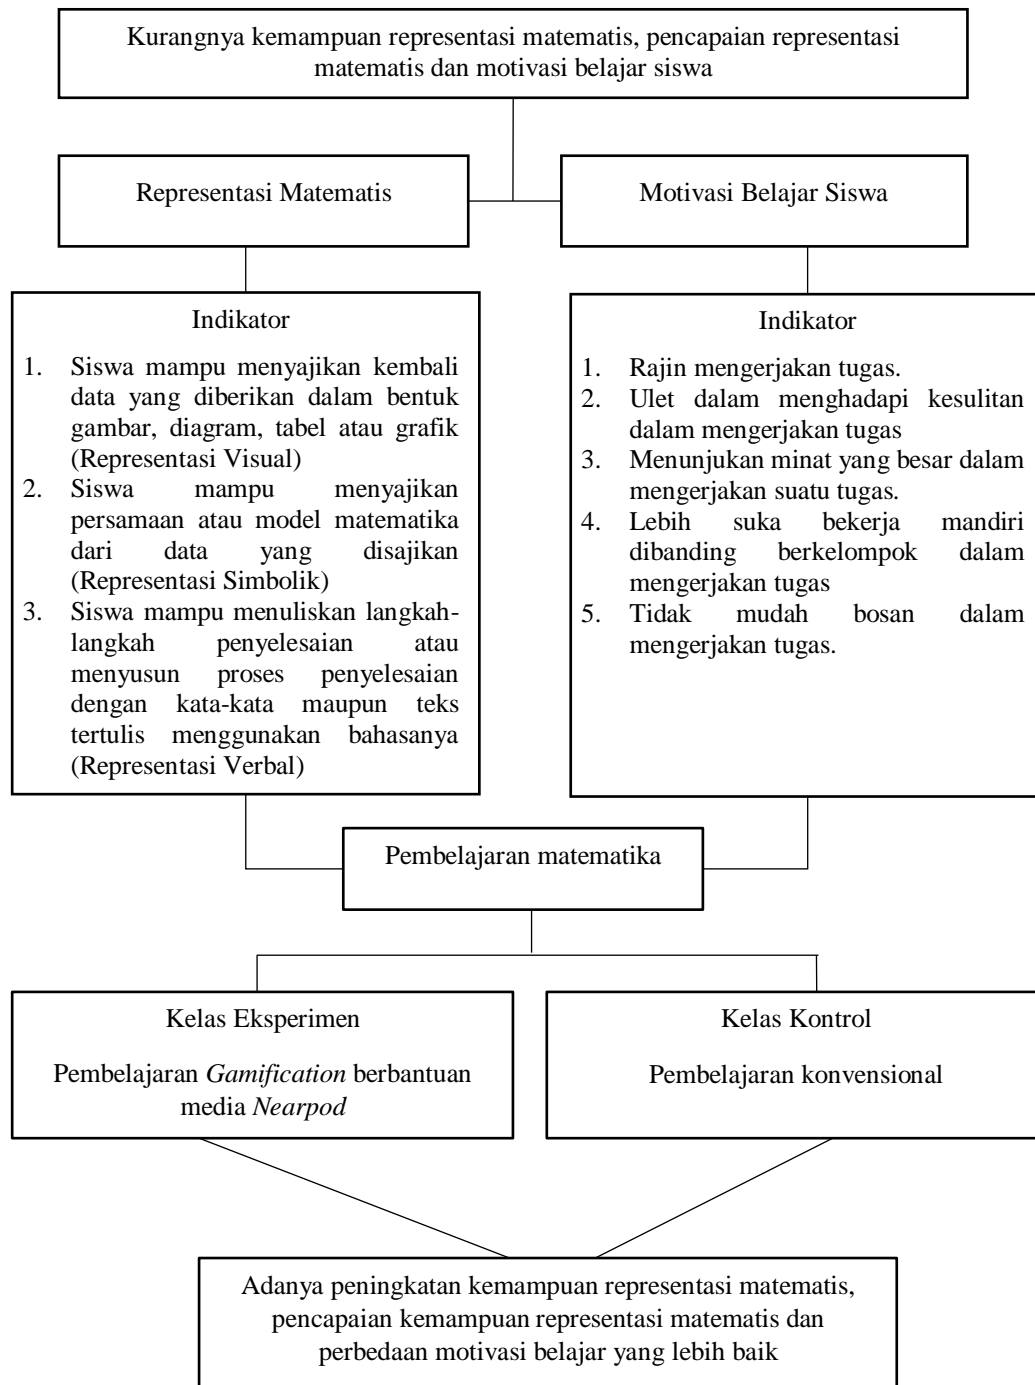 Kurangnya kemampuan representasi matematis, pencapaian representasi
matematis dan motivasi belajar siswa
Representasi Matematis
Motivasi Belajar Siswa
Indikator
1. Siswa mampu menyajikan kembali
data yang diberikan dalam bentuk
gambar, diagram, tabel atau grafik
(Representasi Visual)
2. Siswa mampu menyajikan
persamaan atau model matematika
dari data yang disajikan
(Representasi Simbolik)
3. Siswa mampu menuliskan langkah-
langkah penyelesaian atau
menyusun proses penyelesaian
dengan kata-kata maupun teks
tertulis menggunakan bahasanya
(Representasi Verbal)
Indikator
1. Rajin mengerjakan tugas.
2. Ulet dalam menghadapi kesulitan
dalam mengerjakan tugas
3. Menunjukan minat yang besar dalam
mengerjakan suatu tugas.
4. Lebih suka bekerja mandiri
dibanding berkelompok dalam
mengerjakan tugas
5. Tidak mudah bosan dalam
mengerjakan tugas.
Pembelajaran matematika
Kelas Eksperimen
Pembelajaran Gamification berbantuan
media Nearpod
Kelas Kontrol
Pembelajaran konvensional
Adanya peningkatan kemampuan representasi matematis,
pencapaian kemampuan representasi matematis dan
perbedaan motivasi belajar yang lebih baik